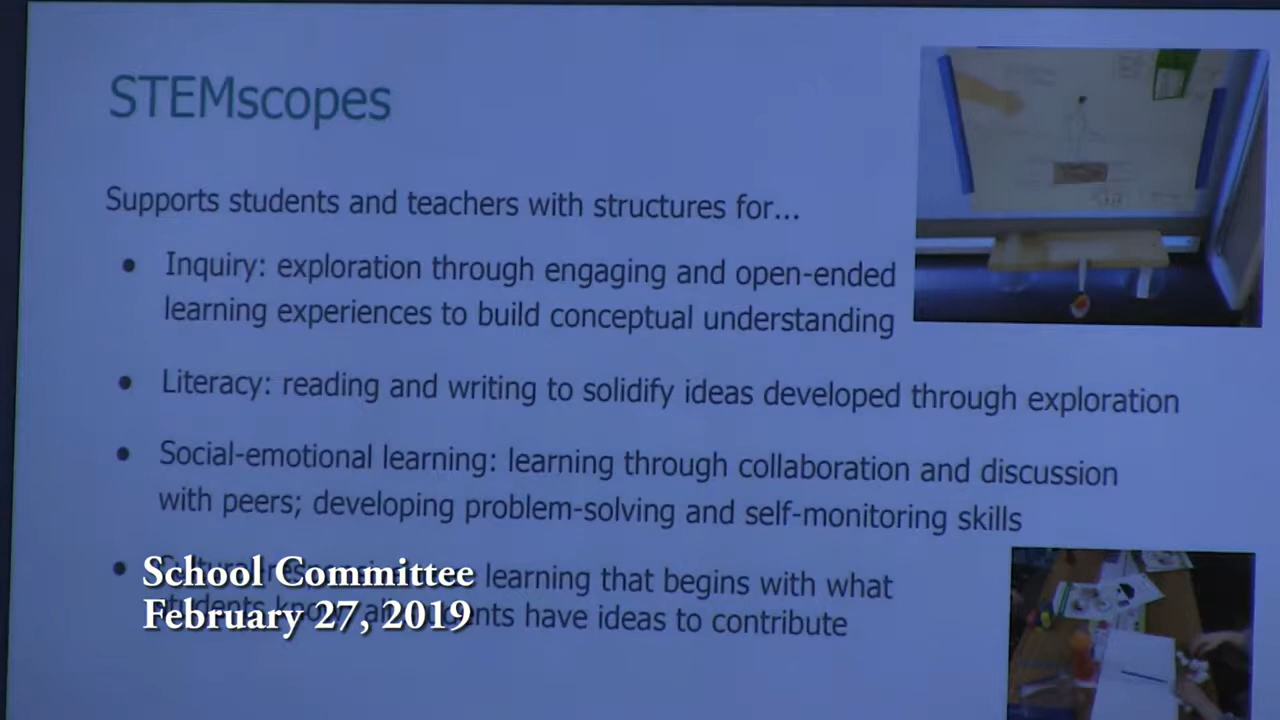 STEMscopes
Supports students and teachers with structures for...
● Inquiry: exploration through engaging and open-ended
learning experiences to build conceptual understanding
● Literacy: reading and writing to solidify ideas developed through exploration
● Social-emotional learning: learning through collaboration and discussion
with peers; developing problem-solving and self-monitoring skills
● learning that begins with what
have ideas to contribute
School Committee
February 27, 2019